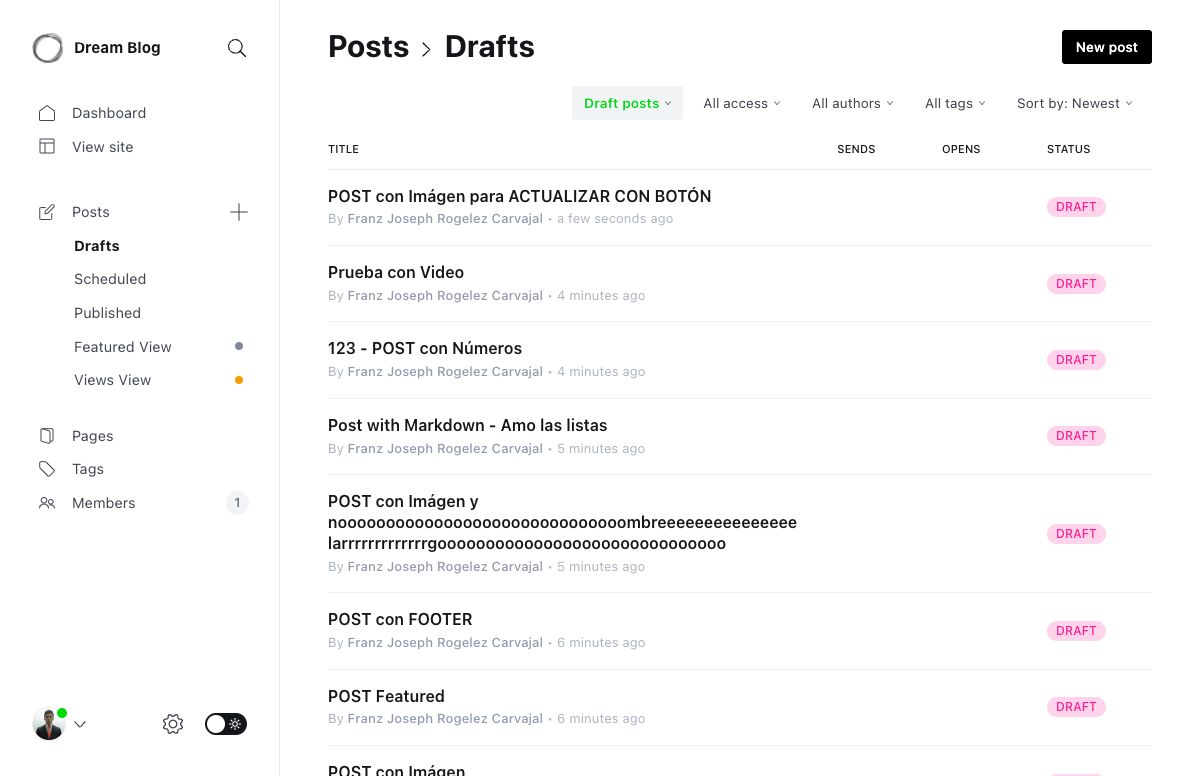 Dream Blog
Dashboard
View site
Posts
Drafts
Scheduled
Published
Featured View
Views View
Pages
Tags
Members 1
Posts > Drafts
New post
Draft posts All access All authors All tags Sort by: Newest
TITLE SENDS OPENS STATUS
POST con Imágen para ACTUALIZAR CON BOTÓN
By Franz Joseph Rogelez Carvajal • a few seconds ago
DRAFT
Prueba con Video
By Franz Joseph Rogelez Carvajal • 4 minutes ago
DRAFT
123 - POST con Números
By Franz Joseph Rogelez Carvajal • 4 minutes ago
DRAFT
Post with Markdown - Amo las listas
By Franz Joseph Rogelez Carvajal • 5 minutes ago
DRAFT
POST con Imágen y
noooooooooooooooooooooooooooooombreeeeeeeeeeeeeee
larrrrrrrrrrrrgoooooooooooooooooooooooooooooo
By Franz Joseph Rogelez Carvajal • 5 minutes ago
DRAFT
POST con FOOTER
By Franz Joseph Rogelez Carvajal • 6 minutes ago
DRAFT
POST Featured
By Franz Joseph Rogelez Carvajal • 6 minutes ago
DRAFT
POST con Imágen